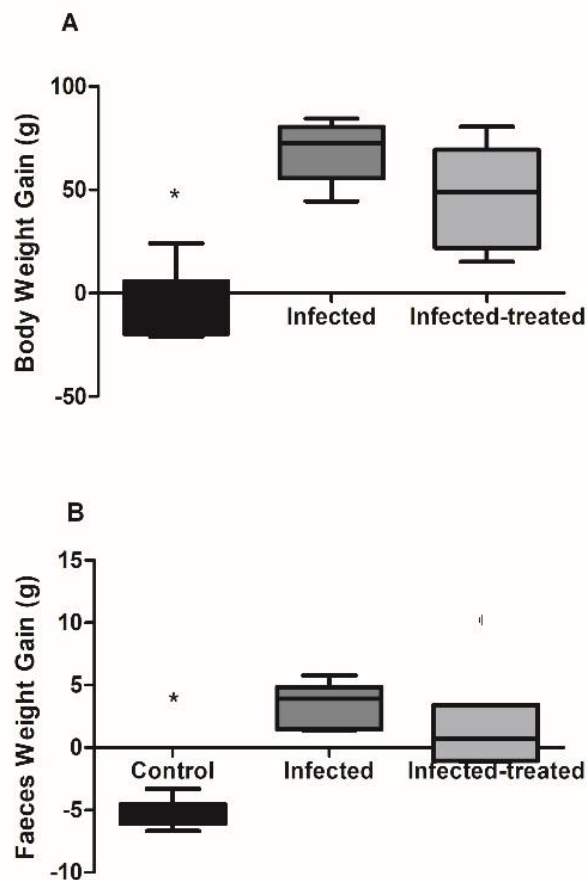 A
Body Weight Gain (g)
100
50
0
-50
*
Infected
Infected-treated
B
Faeces Weight Gain (g)
15
10
5
0
-5
-10
*
Control
Infected
Infected-treated